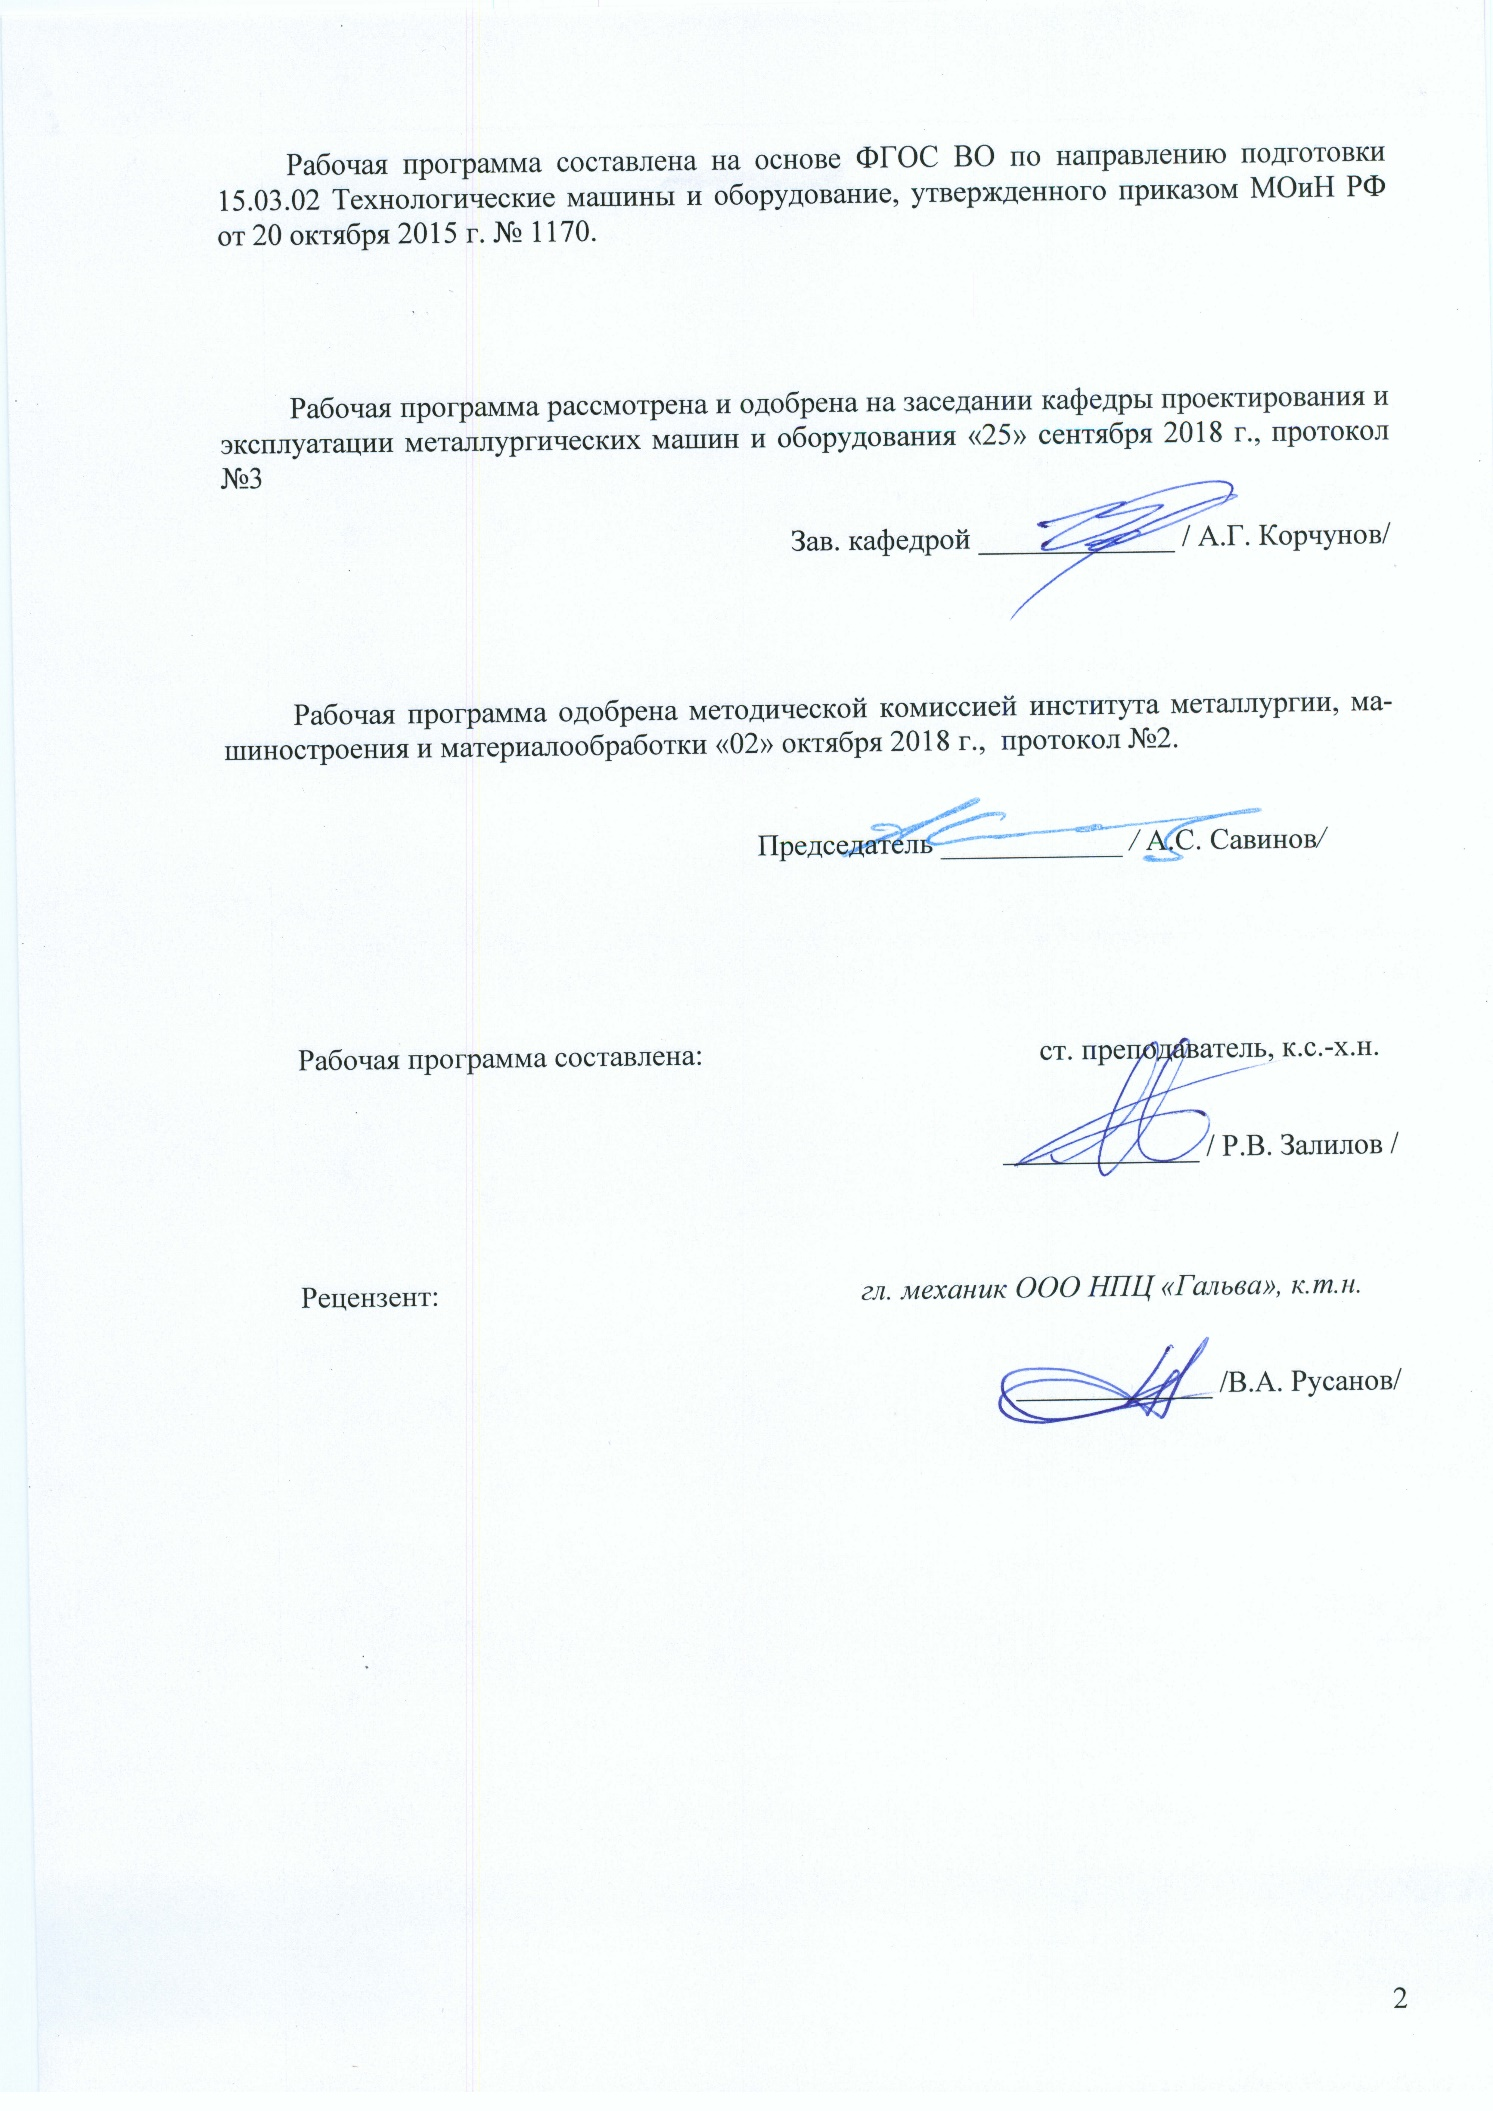 Рабочая программа составлена на основе ФГОС ВО по направлению подготовки
15.03.02 Технологические машины и оборудование, утвержденного приказом МОиН РФ
от 20 октября 2015 г. № 1170.
Рабочая программа рассмотрена и одобрена на заседании кафедры проектирования и
эксплуатации металлургических машин и оборудования «25» сентября 2018 г., протокол
№3
Зав. кафедрой ______________ / А.Г. Корчунов/
Рабочая программа одобрена методической комиссией института металлургии, ма-
шиностроения и материалообработки «02» октября 2018 г., протокол №2.
Председатель _____________ / А.С. Савинов/
Рабочая программа составлена: ст. преподаватель, к.с.-х.н.
______________ / Р.В. Залилов /
Рецензент: гл. механик ООО НПЦ «Гальва», к.т.н.
______________ /В.А. Русанов/
2